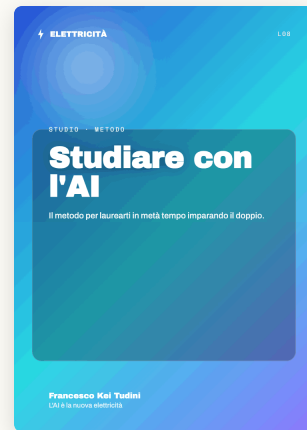 ELETTRICITÀ
L08
STUDIO · METODO
Studiare con
l'AI
Il metodo per laurearti in metà tempo imparando il doppio.
Francesco Kei Tudini
L'AI è la nuova elettricità